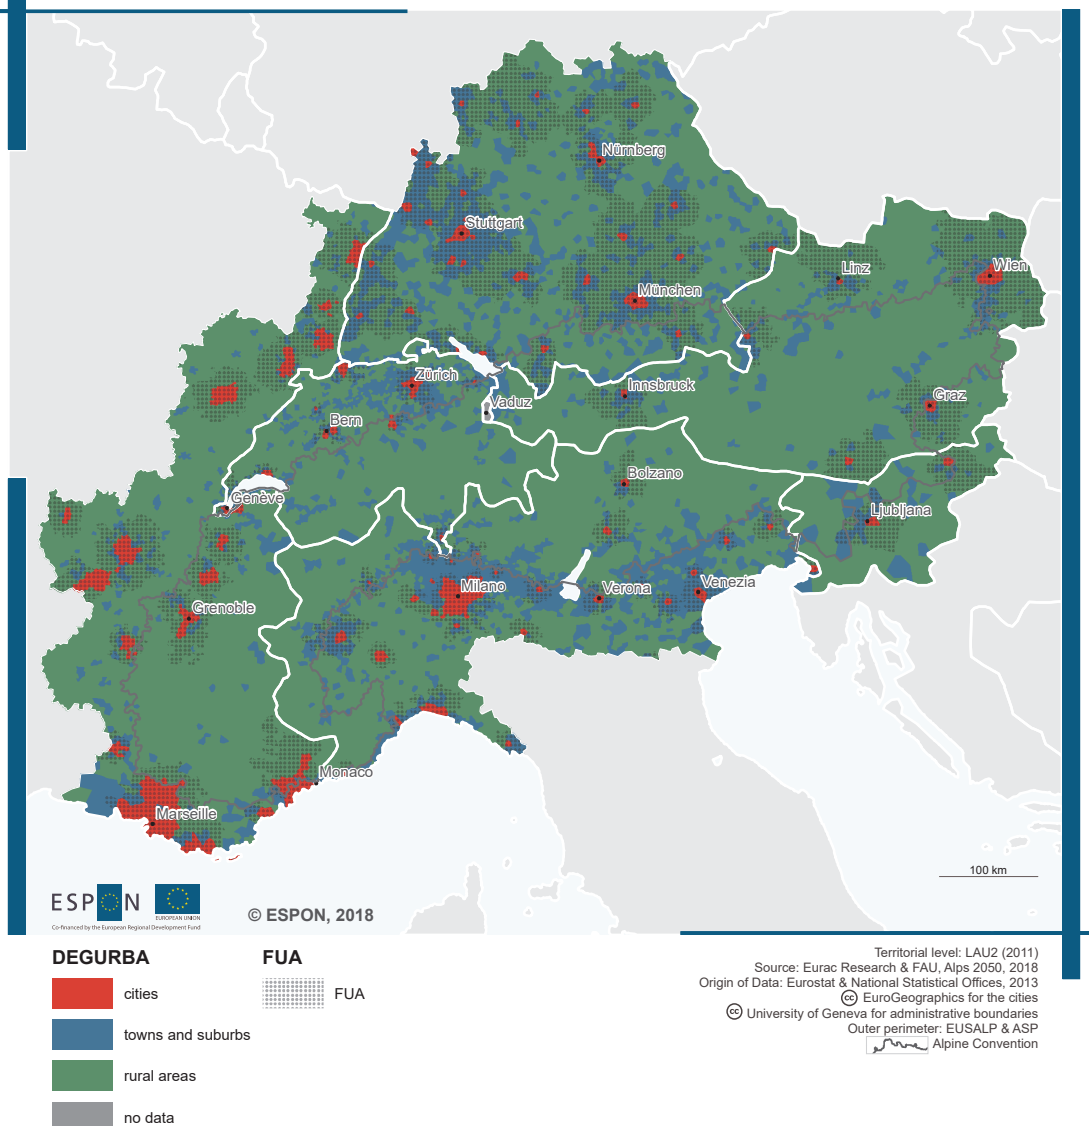 Nürnberg
Stuttgart
Linz
Wien
München
Zürich
Innsbruck
Vaduz
Graz
Bern
Bolzano
Genève
Ljubljana
Milano
Verona
Venezia
Grenoble
Monaco
Marseille
100 km
ESPON
EUROPEAN UNION
Co-financed by the European Regional Development Fund
© ESPON, 2018
DEGURBA
FUA
cities
FUA
towns and suburbs
rural areas
no data
Territorial level: LAU2 (2011)
Source: Eurac Research & FAU, Alps 2050, 2018
Origin of Data: Eurostat & National Statistical Offices, 2013
cc EuroGeographics for the cities
cc University of Geneva for administrative boundaries
Outer perimeter: EUSALP & ASP
Alpine Convention